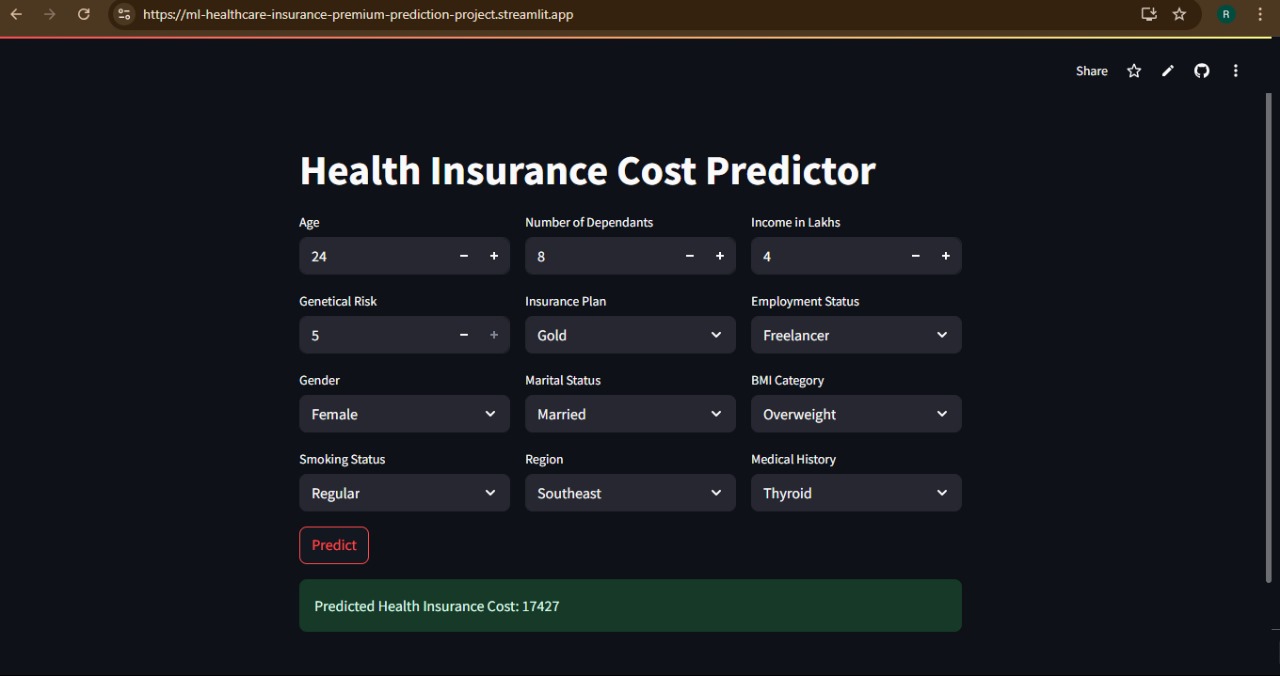 https://ml-healthcare-insurance-premium-prediction-project.streamlit.app
R
Share
Health Insurance Cost Predictor
Age Number of Dependants Income in Lakhs
24 8 4
Genetical Risk Insurance Plan Employment Status
5 Gold Freelancer
Gender Marital Status BMI Category
Female Married Overweight
Smoking Status Region Medical History
Regular Southeast Thyroid
Predict
Predicted Health Insurance Cost: 17427